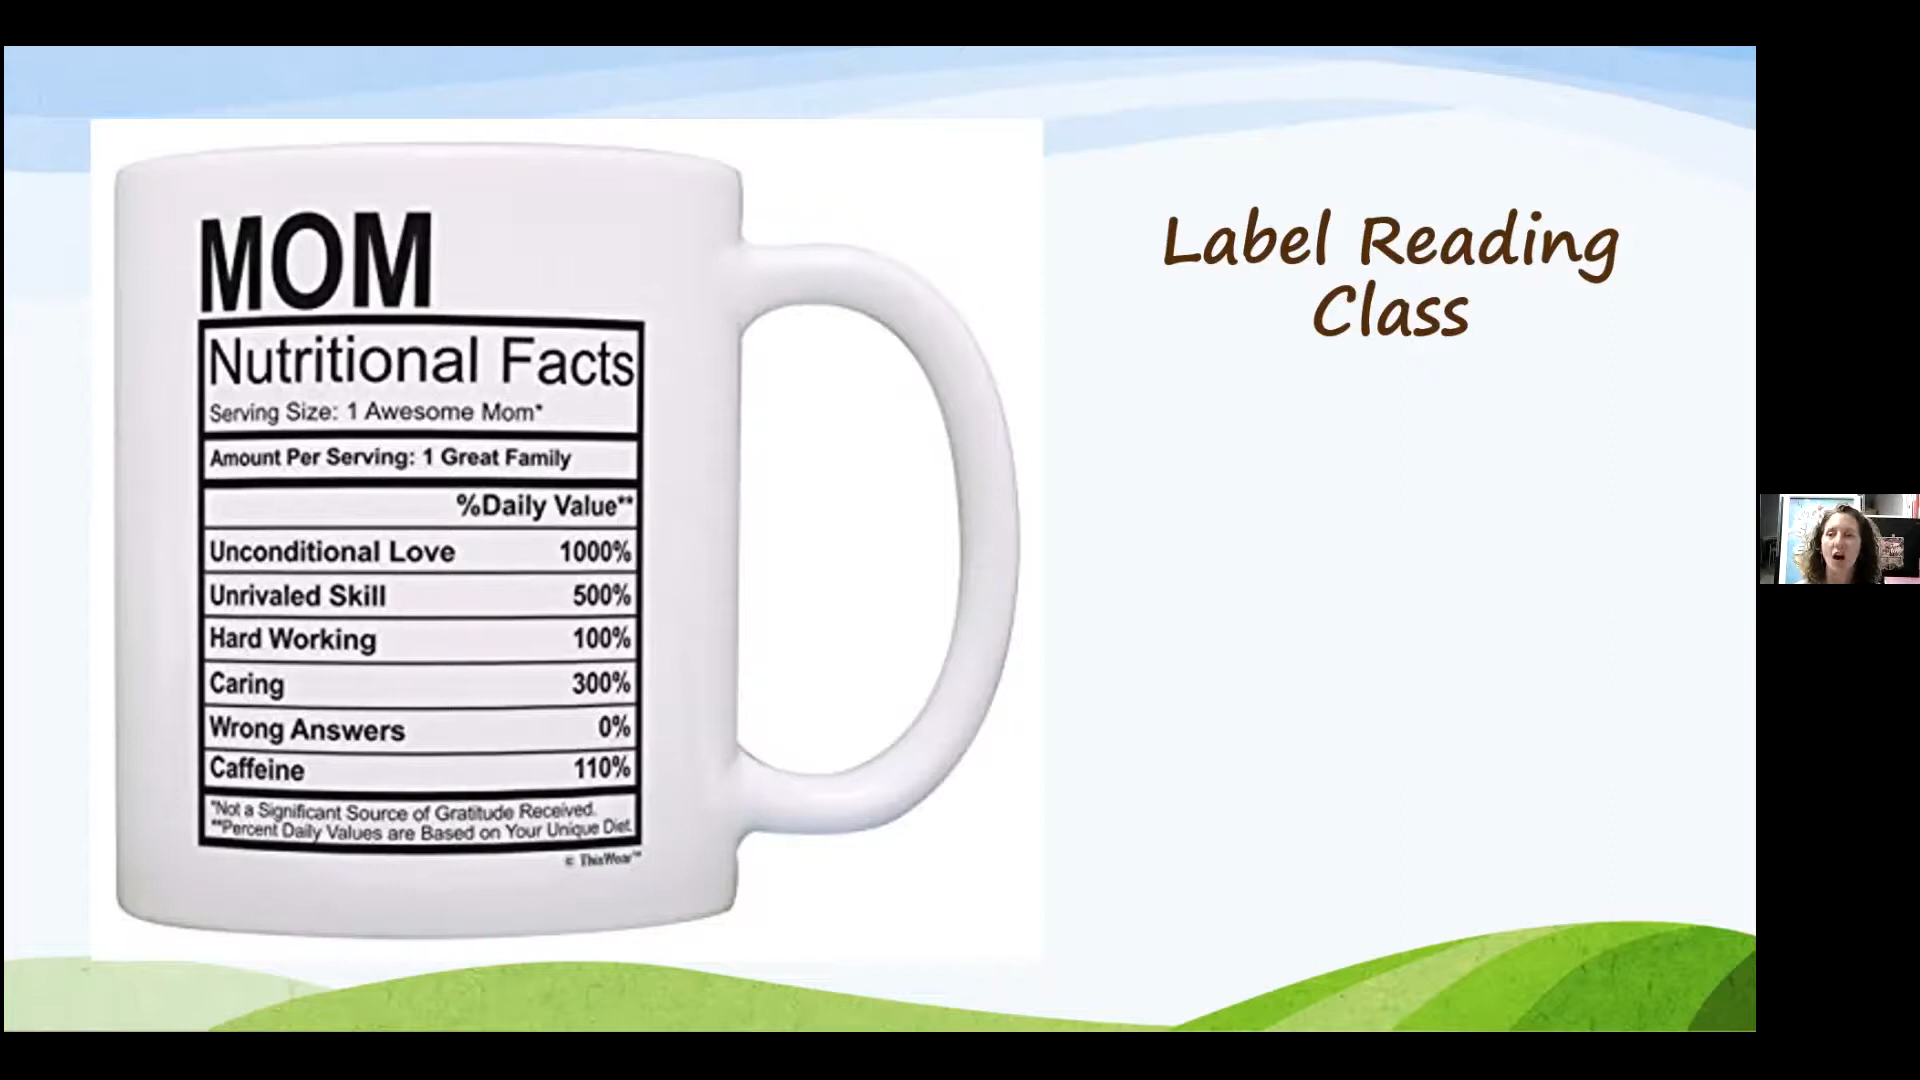 MOM
Nutritional Facts
Serving Size: 1 Awesome Mom*
Amount Per Serving: 1 Great Family
%Daily Value**
Unconditional Love 1000%
Unrivaled Skill 500%
Hard Working 100%
Caring 300%
Wrong Answers 0%
Caffeine 110%
*Not a Significant Source of Gratitude Received.
**Percent Daily Values are Based on Your Unique Diet.
© ThisWear™
Label Reading
Class